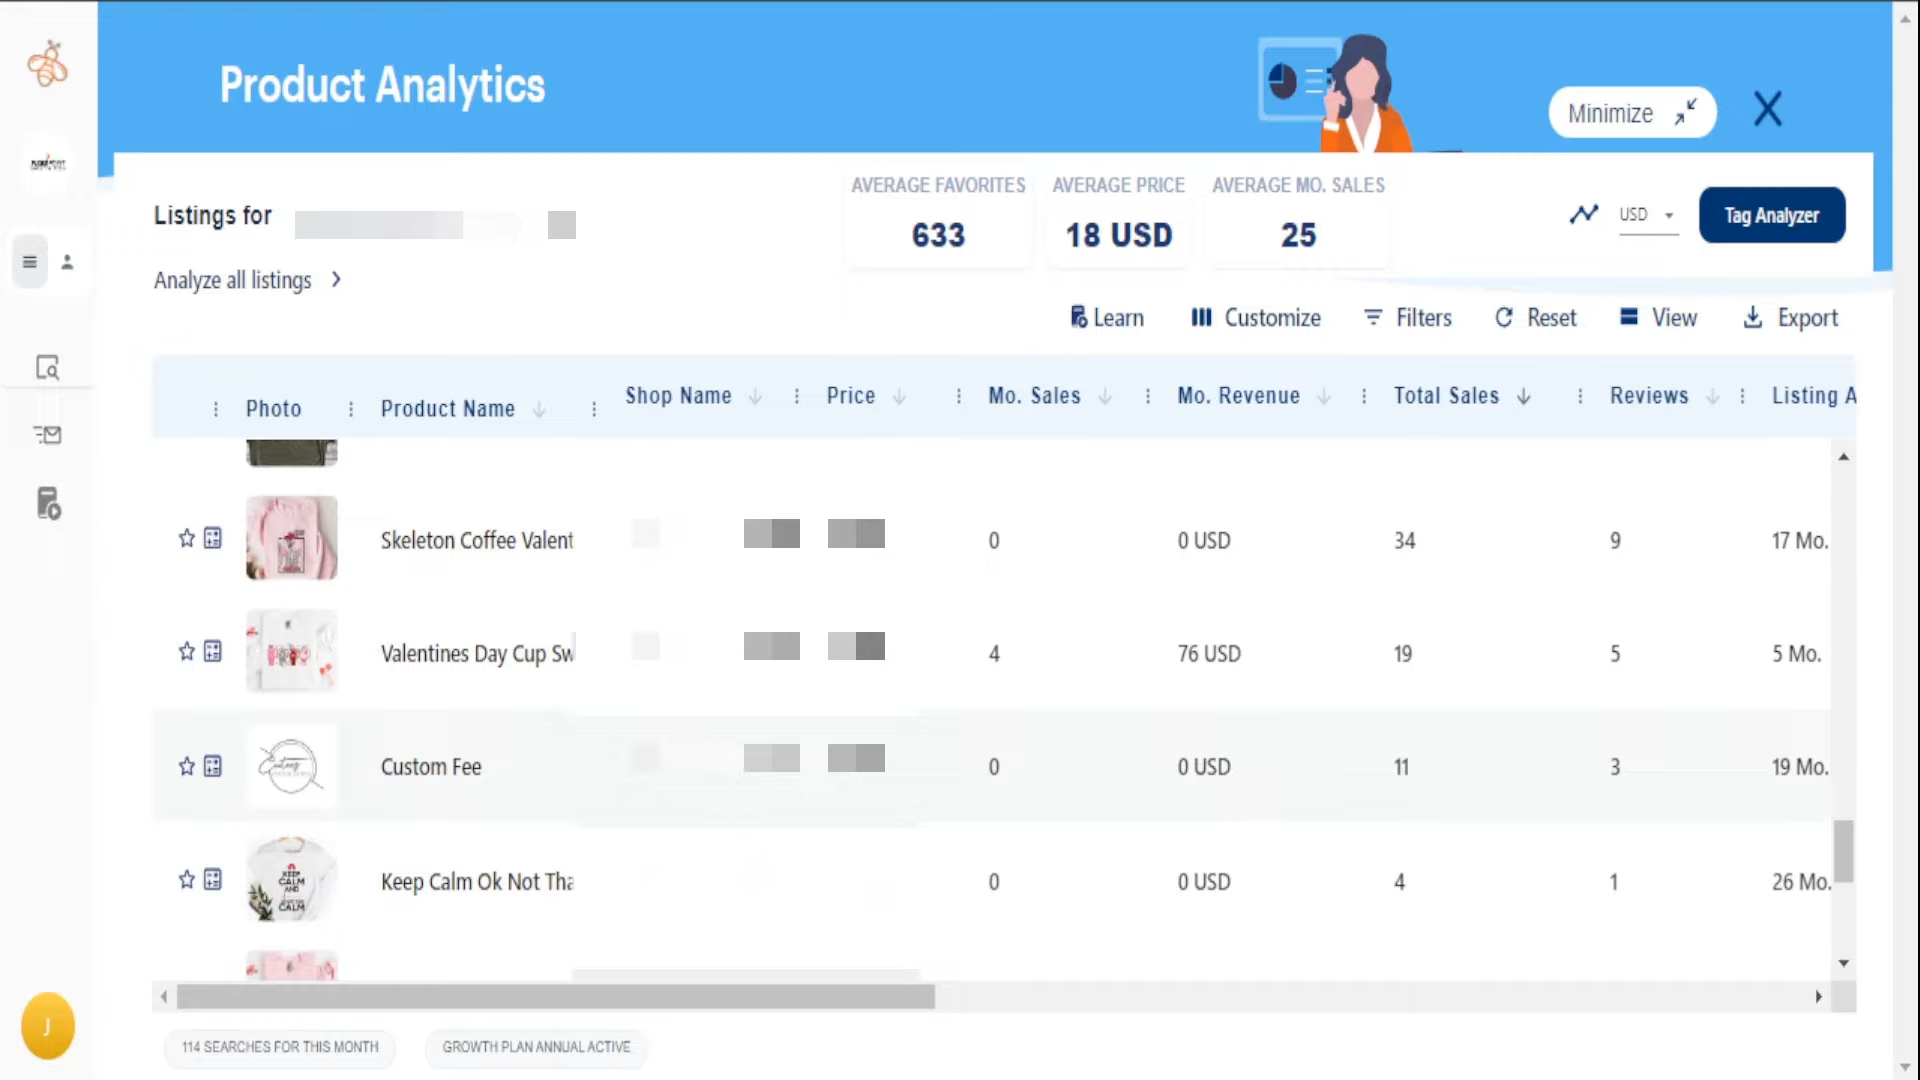 Product Analytics
Minimize
Listings for
AVERAGE FAVORITES
633
AVERAGE PRICE
18 USD
AVERAGE MO. SALES
25
USD
Tag Analyzer
Analyze all listings
Learn
Customize
Filters
Reset
View
Export
Photo
Product Name
Shop Name
Price
Mo. Sales
Mo. Revenue
Total Sales
Reviews
Listing A
Skeleton Coffee Valent
0
0 USD
34
9
17 Mo.
Valentines Day Cup Sw
4
76 USD
19
5
5 Mo.
Custom Fee
0
0 USD
11
3
19 Mo.
KEEP
CALM
AND
CALM
Keep Calm Ok Not Tha
0
0 USD
4
1
26 Mo.
J
114 SEARCHES FOR THIS MONTH
GROWTH PLAN ANNUAL ACTIVE